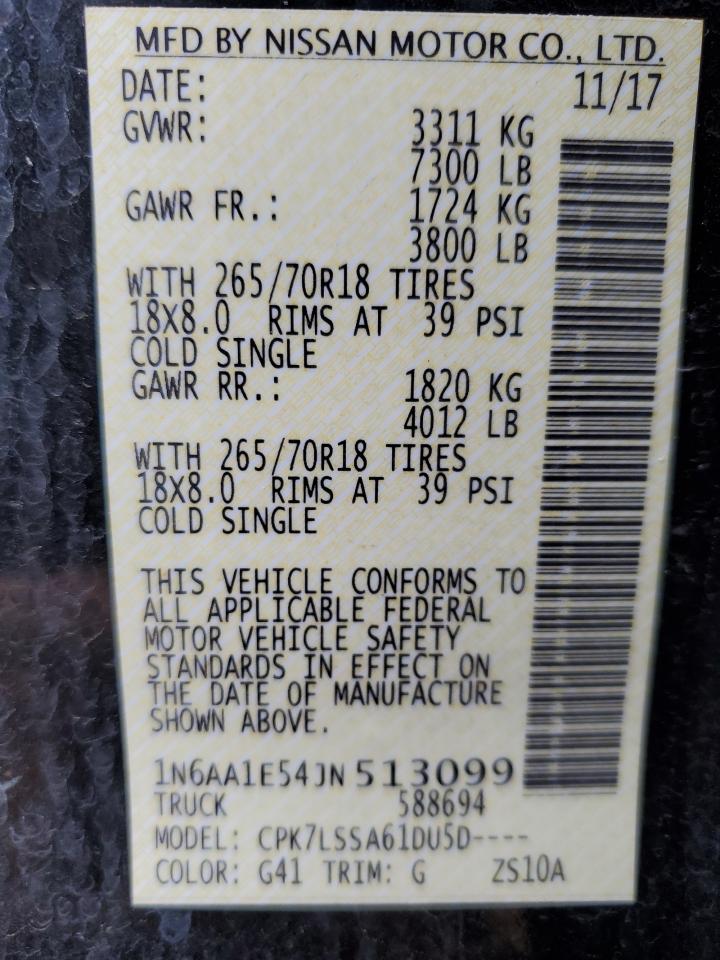 MFD BY NISSAN MOTOR CO., LTD.
DATE: 11/17
GVWR: 3311 KG
7300 LB
GAWR FR.: 1724 KG
3800 LB
WITH 265/70R18 TIRES
18X8.0 RIMS AT 39 PSI
COLD SINGLE
GAWR RR.: 1820 KG
4012 LB
WITH 265/70R18 TIRES
18X8.0 RIMS AT 39 PSI
COLD SINGLE
THIS VEHICLE CONFORMS TO
ALL APPLICABLE FEDERAL
MOTOR VEHICLE SAFETY
STANDARDS IN EFFECT ON
THE DATE OF MANUFACTURE
SHOWN ABOVE.
1N6AA1E54JN513099
TRUCK 588694
MODEL: CPK7LSSA61DU5D----
COLOR: G41 TRIM: G ZS10A